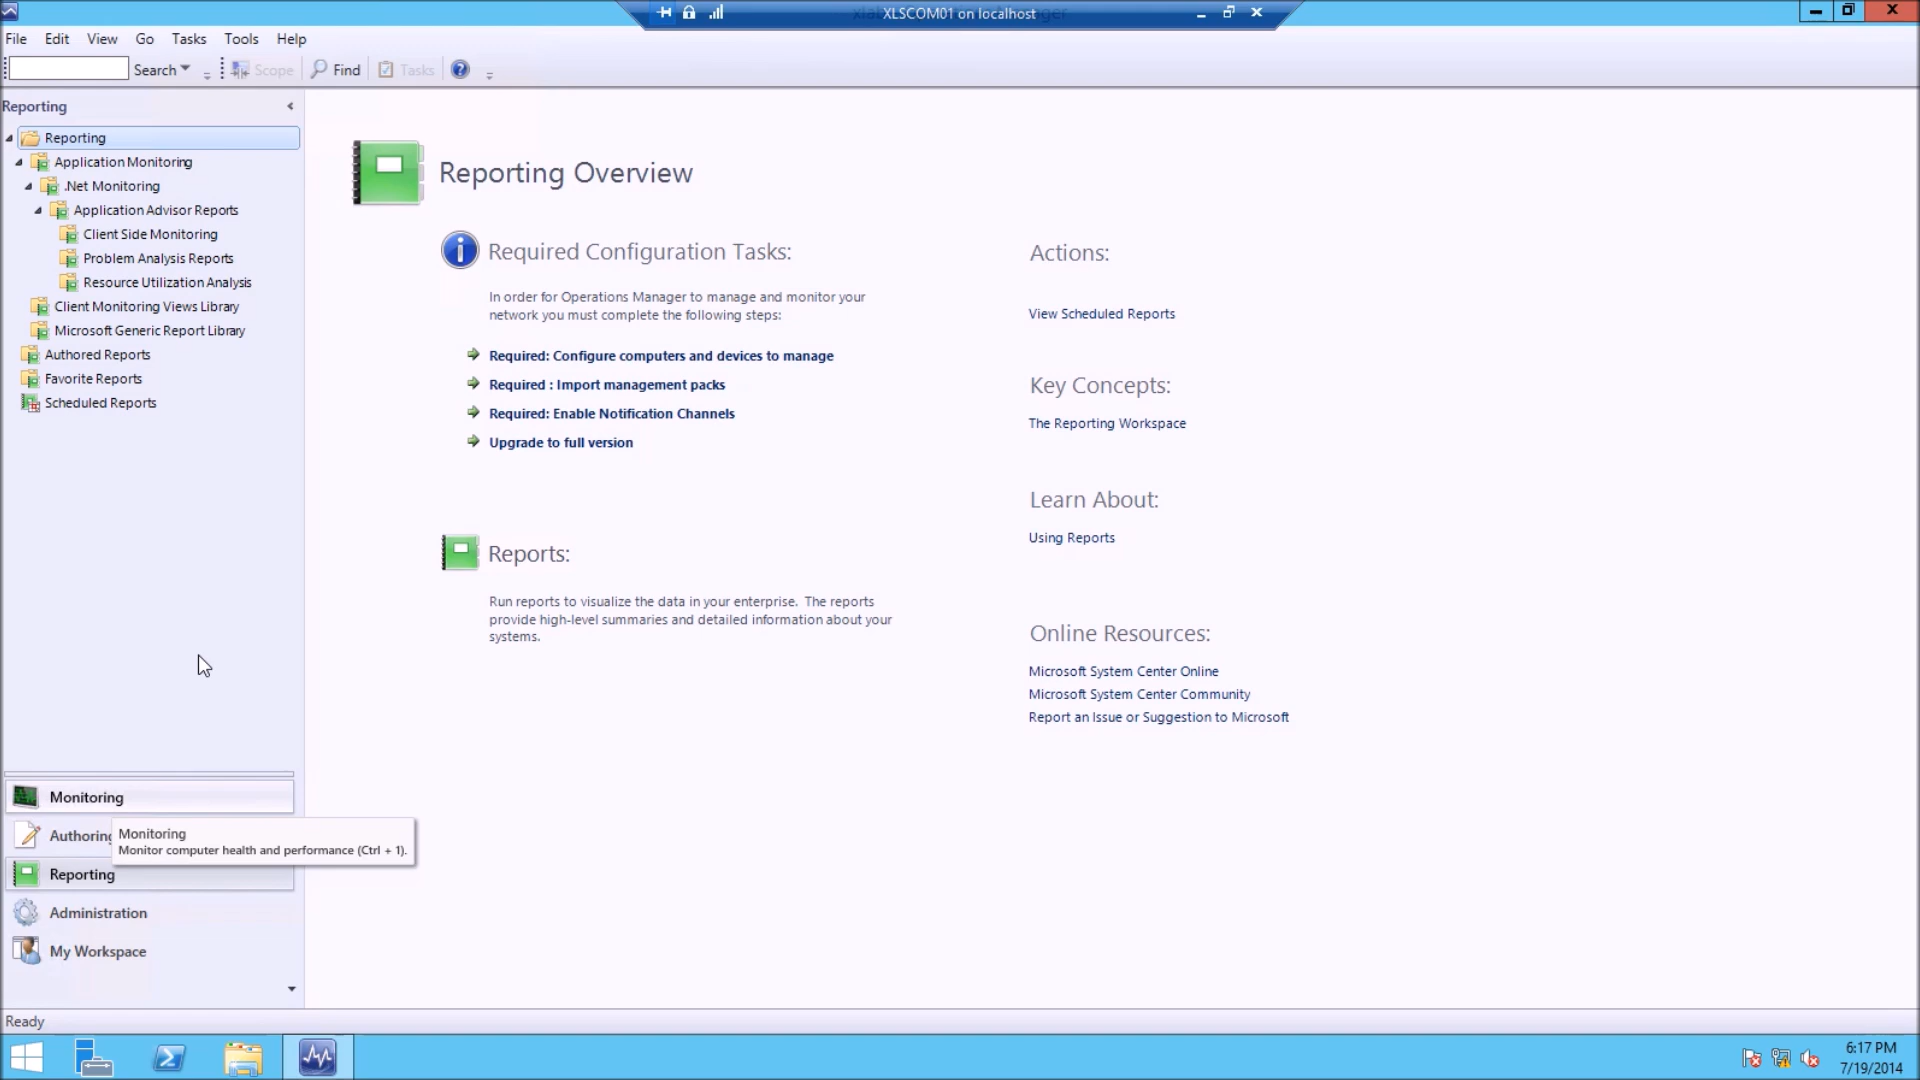 XLSCOM01 on localhost
File Edit View Go Tasks Tools Help
Search Scope Find Tasks
Reporting
Reporting
Application Monitoring
.Net Monitoring
Application Advisor Reports
Client Side Monitoring
Problem Analysis Reports
Resource Utilization Analysis
Client Monitoring Views Library
Microsoft Generic Report Library
Authored Reports
Favorite Reports
Scheduled Reports
Monitoring
Authoring
Monitoring
Monitor computer health and performance (Ctrl + 1).
Reporting
Administration
My Workspace
Reporting Overview
Required Configuration Tasks:
In order for Operations Manager to manage and monitor your
network you must complete the following steps:
Required: Configure computers and devices to manage
Required : Import management packs
Required: Enable Notification Channels
Upgrade to full version
Reports:
Run reports to visualize the data in your enterprise. The reports
provide high-level summaries and detailed information about your
systems.
Actions:
View Scheduled Reports
Key Concepts:
The Reporting Workspace
Learn About:
Using Reports
Online Resources:
Microsoft System Center Online
Microsoft System Center Community
Report an Issue or Suggestion to Microsoft
Ready
6:17 PM
7/19/2014